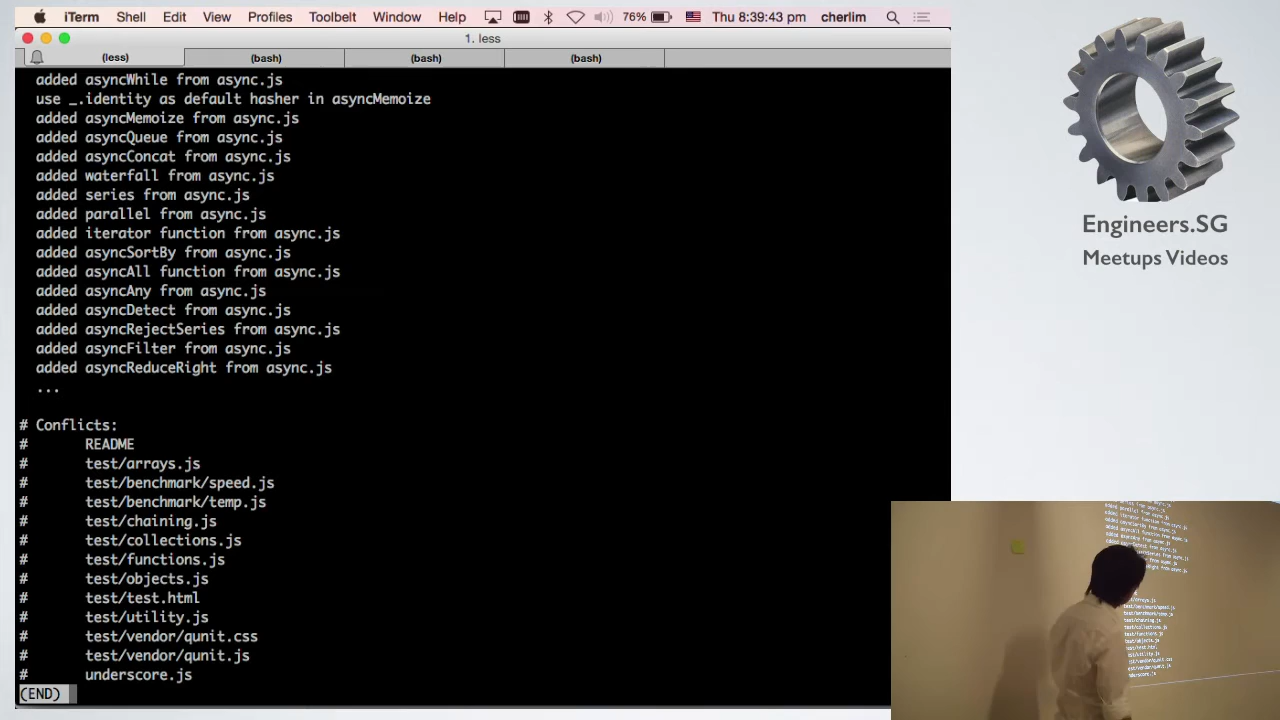 iTerm Shell Edit View Profiles Toolbelt Window Help 76% Thu 8:39:43 pm cherlim
1. less
(less) (bash) (bash) (bash)
added asyncWhile from async.js
use _.identity as default hasher in asyncMemoize
added asyncMemoize from async.js
added asyncQueue from async.js
added asyncConcat from async.js
added waterfall from async.js
added series from async.js
added parallel from async.js
added iterator function from async.js
added asyncSortBy from async.js
added asyncAll function from async.js
added asyncAny from async.js
added asyncDetect from async.js
added asyncRejectSeries from async.js
added asyncFilter from async.js
added asyncReduceRight from async.js
...
# Conflicts:
# README
# test/arrays.js
# test/benchmark/speed.js
# test/benchmark/temp.js
# test/chaining.js
# test/collections.js
# test/functions.js
# test/objects.js
# test/test.html
# test/utility.js
# test/vendor/qunit.css
# test/vendor/qunit.js
# underscore.js
(END)
Engineers.SG
Meetups Videos